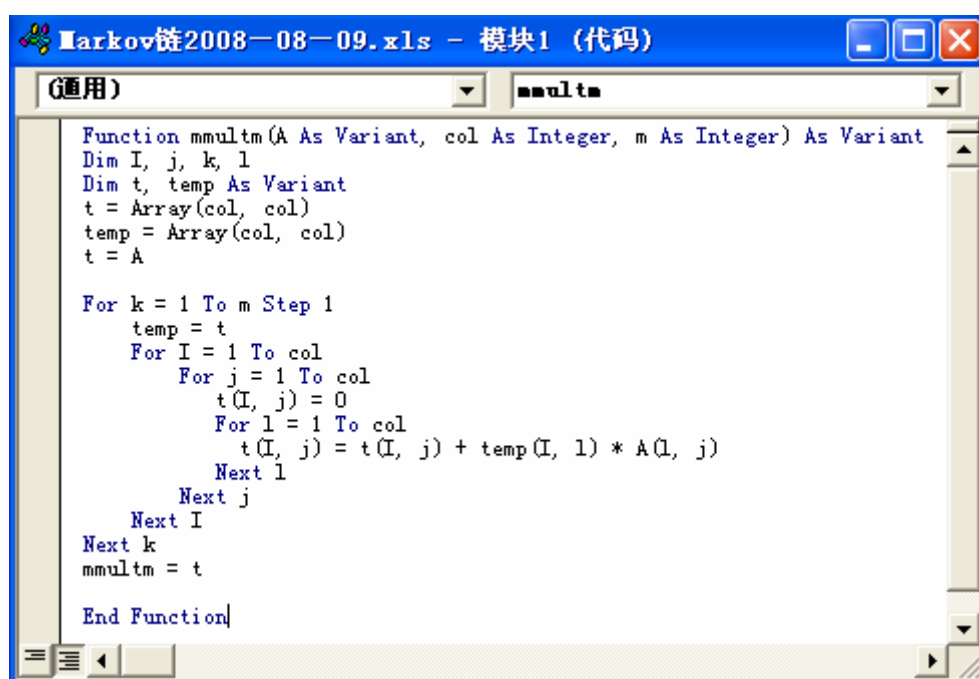 Markov链2008－08－09.xls - 模块1 (代码)
(通用) mmultm
Function mmultm(A As Variant, col As Integer, m As Integer) As Variant
Dim I, j, k, l
Dim t, temp As Variant
t = Array(col, col)
temp = Array(col, col)
t = A
For k = 1 To m Step 1
temp = t
For I = 1 To col
For j = 1 To col
t(I, j) = 0
For l = 1 To col
t(I, j) = t(I, j) + temp(I, l) * A(l, j)
Next l
Next j
Next I
Next k
mmultm = t
End Function